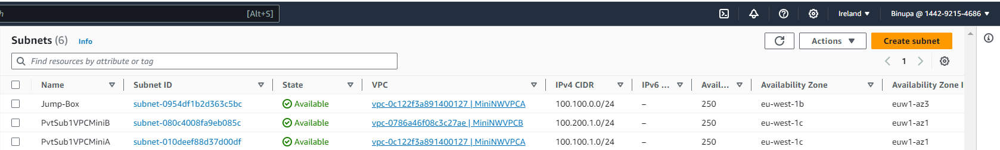 h [Alt+S] Ireland ▼ Binupa @ 1442-9215-4686 ▼
Subnets (6) Info Actions ▼ Create subnet
Find resources by attribute or tag 1
Name Subnet ID State VPC IPv4 CIDR IPv6 ... Avail... Availability Zone Availability Zone I
Jump-Box subnet-0954df1b2d363c5bc Available vpc-0c122f3a891400127 | MiniNWVPCA 100.100.0.0/24 – 250 eu-west-1b euw1-az3
PvtSub1VPCMiniB subnet-080c4008fa9eb085c Available vpc-0786a46f08c3c27ae | MiniNWVPCB 100.200.1.0/24 – 250 eu-west-1c euw1-az1
PvtSub1VPCMiniA subnet-010deef88d37d00df Available vpc-0c122f3a891400127 | MiniNWVPCA 100.100.1.0/24 – 250 eu-west-1c euw1-az1